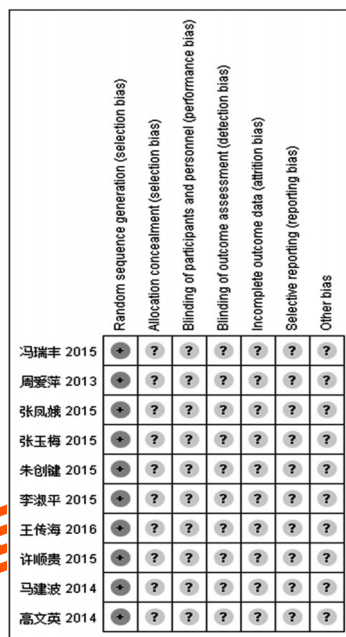 Random sequence generation (selection bias)
Allocation concealment (selection bias)
Blinding of participants and personnel (performance bias)
Blinding of outcome assessment (detection bias)
Incomplete outcome data (attrition bias)
Selective reporting (reporting bias)
Other bias
冯瑞丰 2015 + ? ? ? ? ? ?
周爱萍 2013 + ? ? ? ? ? ?
张凤娥 2015 + ? ? ? ? ? ?
张玉梅 2015 + ? ? ? ? ? ?
朱创键 2015 + ? ? ? ? ? ?
李淑平 2015 + ? ? ? ? ? ?
王传海 2016 + ? ? ? ? ? ?
许顺贵 2015 + ? ? ? ? ? ?
马建波 2014 + ? ? ? ? ? ?
高文英 2014 + ? ? ? ? ? ?